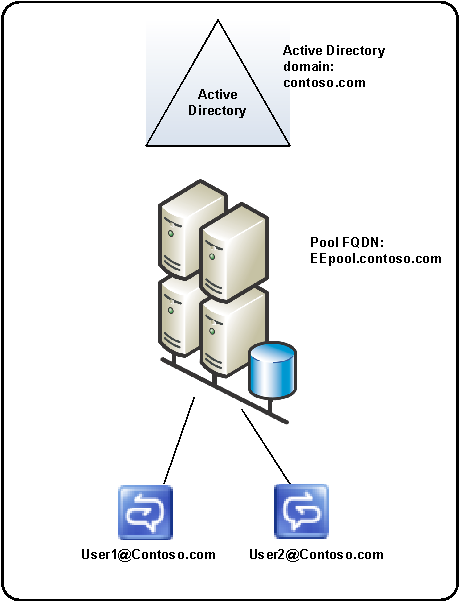 Active Directory
domain:
contoso.com
Active
Directory
Pool FQDN:
EEpool.contoso.com
User1@Contoso.com
User2@Contoso.com